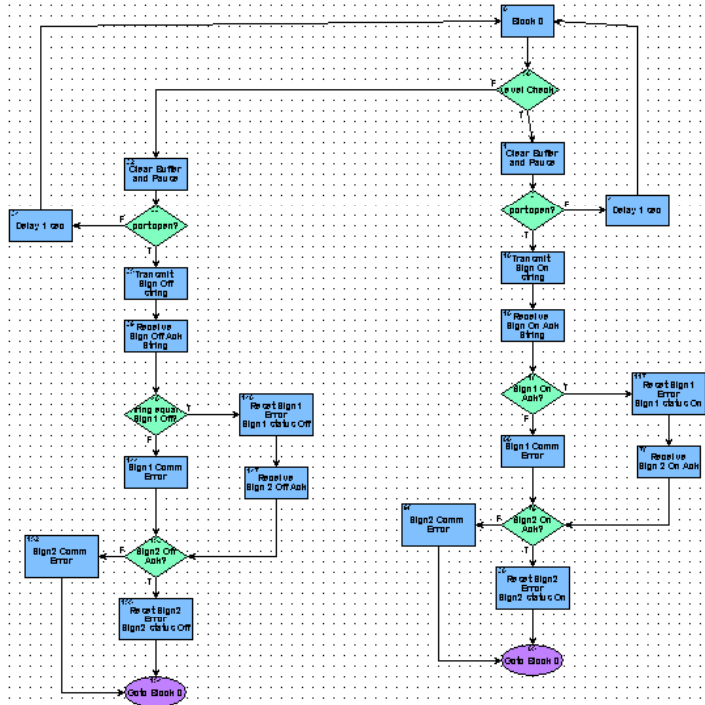 Block 0
F
Level Check
T
Clear Buffer
and Pause
Clear Buffer
and Pause
Delay 1 sec
F
portopen?
T
portopen?
F
Delay 1 sec
T
Transmit
Sign Off
string
Transmit
Sign On
string
Receive
Sign Off Ack
String
Receive
Sign On Ack
String
Sign1 Off?
T
F
Reset Sign1
Error
Sign1 status Off
Sign1 On
Ack?
T
F
Reset Sign1
Error
Sign1 status On
Sign1 Comm
Error
Receive
Sign 2 Off Ack
Sign1 Comm
Error
Receive
Sign 2 On Ack
Sign2 Comm
Error
F
Sign2 Off
Ack?
T
Sign2 Comm
Error
F
Sign2 On
Ack?
T
Reset Sign2
Error
Sign2 status Off
Reset Sign2
Error
Sign2 status On
Goto Block 0
Goto Block 0